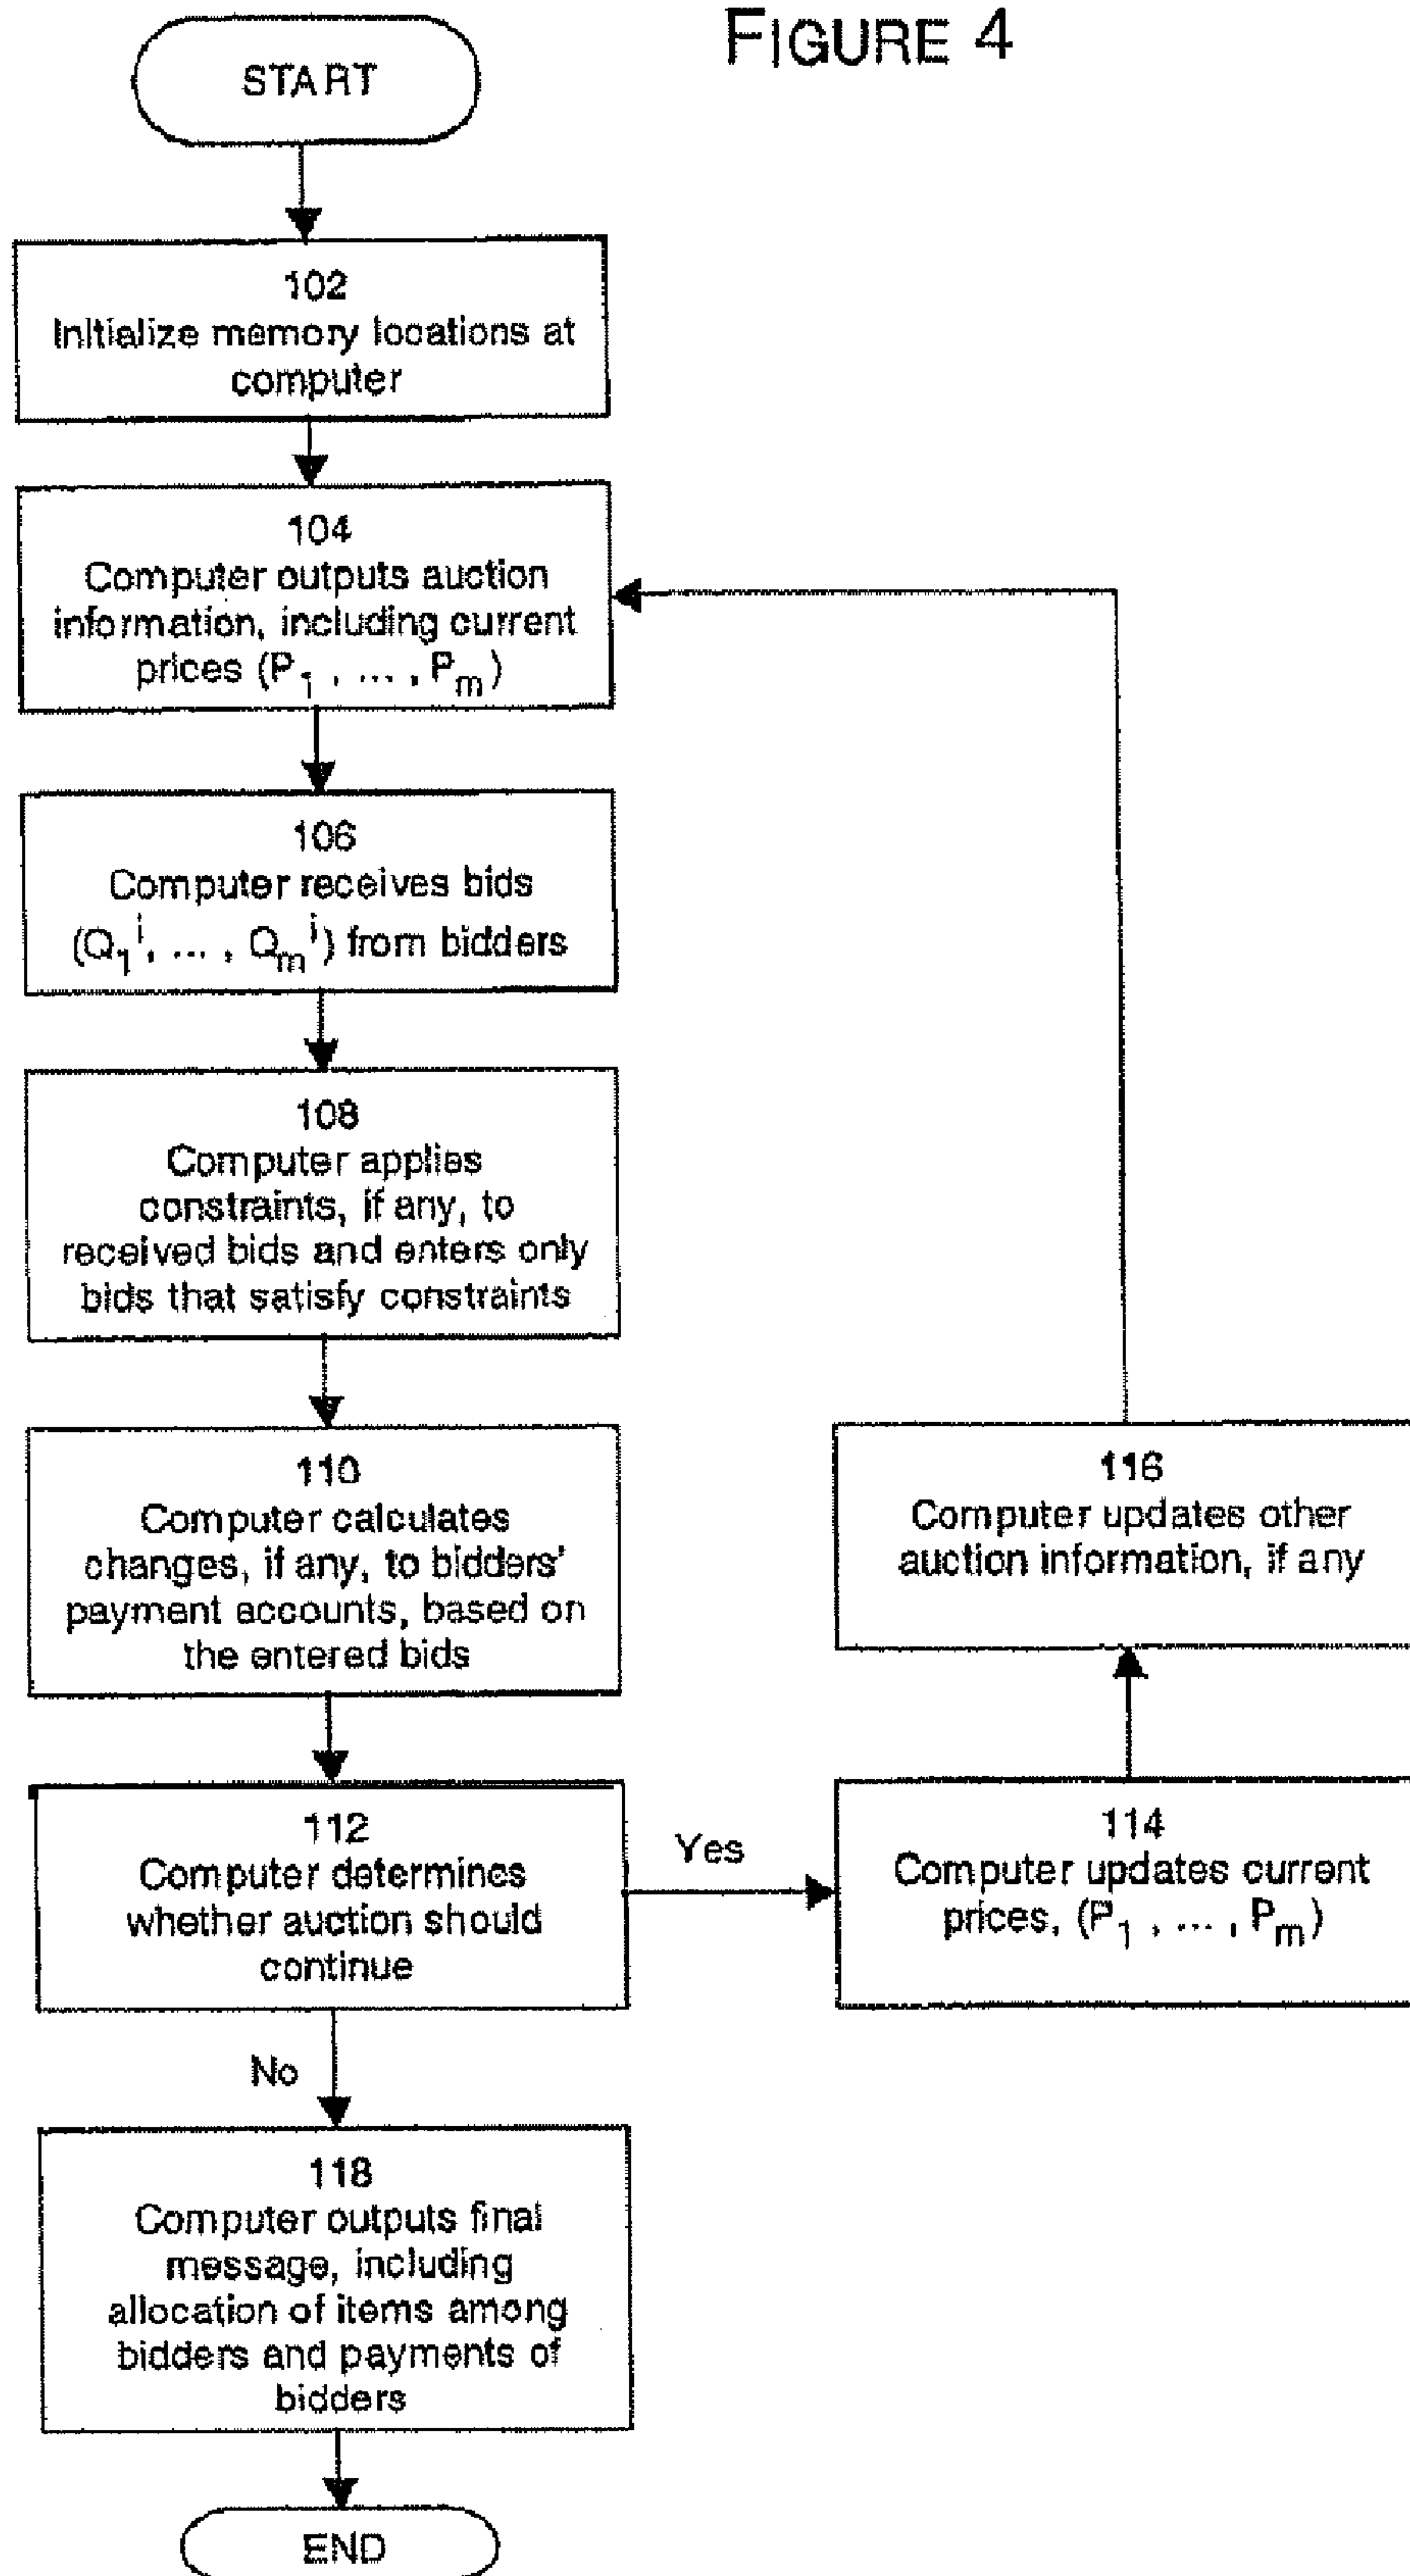 FIGURE 4
START
102
Initialize memory locations at
computer
104
Computer outputs auction
information, including current
prices (P₁ , ... , Pₘ)
106
Computer receives bids
(Q₁ⁱ, ... , Qₘⁱ) from bidders
108
Computer applies
constraints, if any, to
received bids and enters only
bids that satisfy constraints
110
Computer calculates
changes, if any, to bidders'
payment accounts, based on
the entered bids
112
Computer determines
whether auction should
continue
Yes
114
Computer updates current
prices, (P₁ , ... , Pₘ)
116
Computer updates other
auction information, if any
No
118
Computer outputs final
message, including
allocation of items among
bidders and payments of
bidders
END